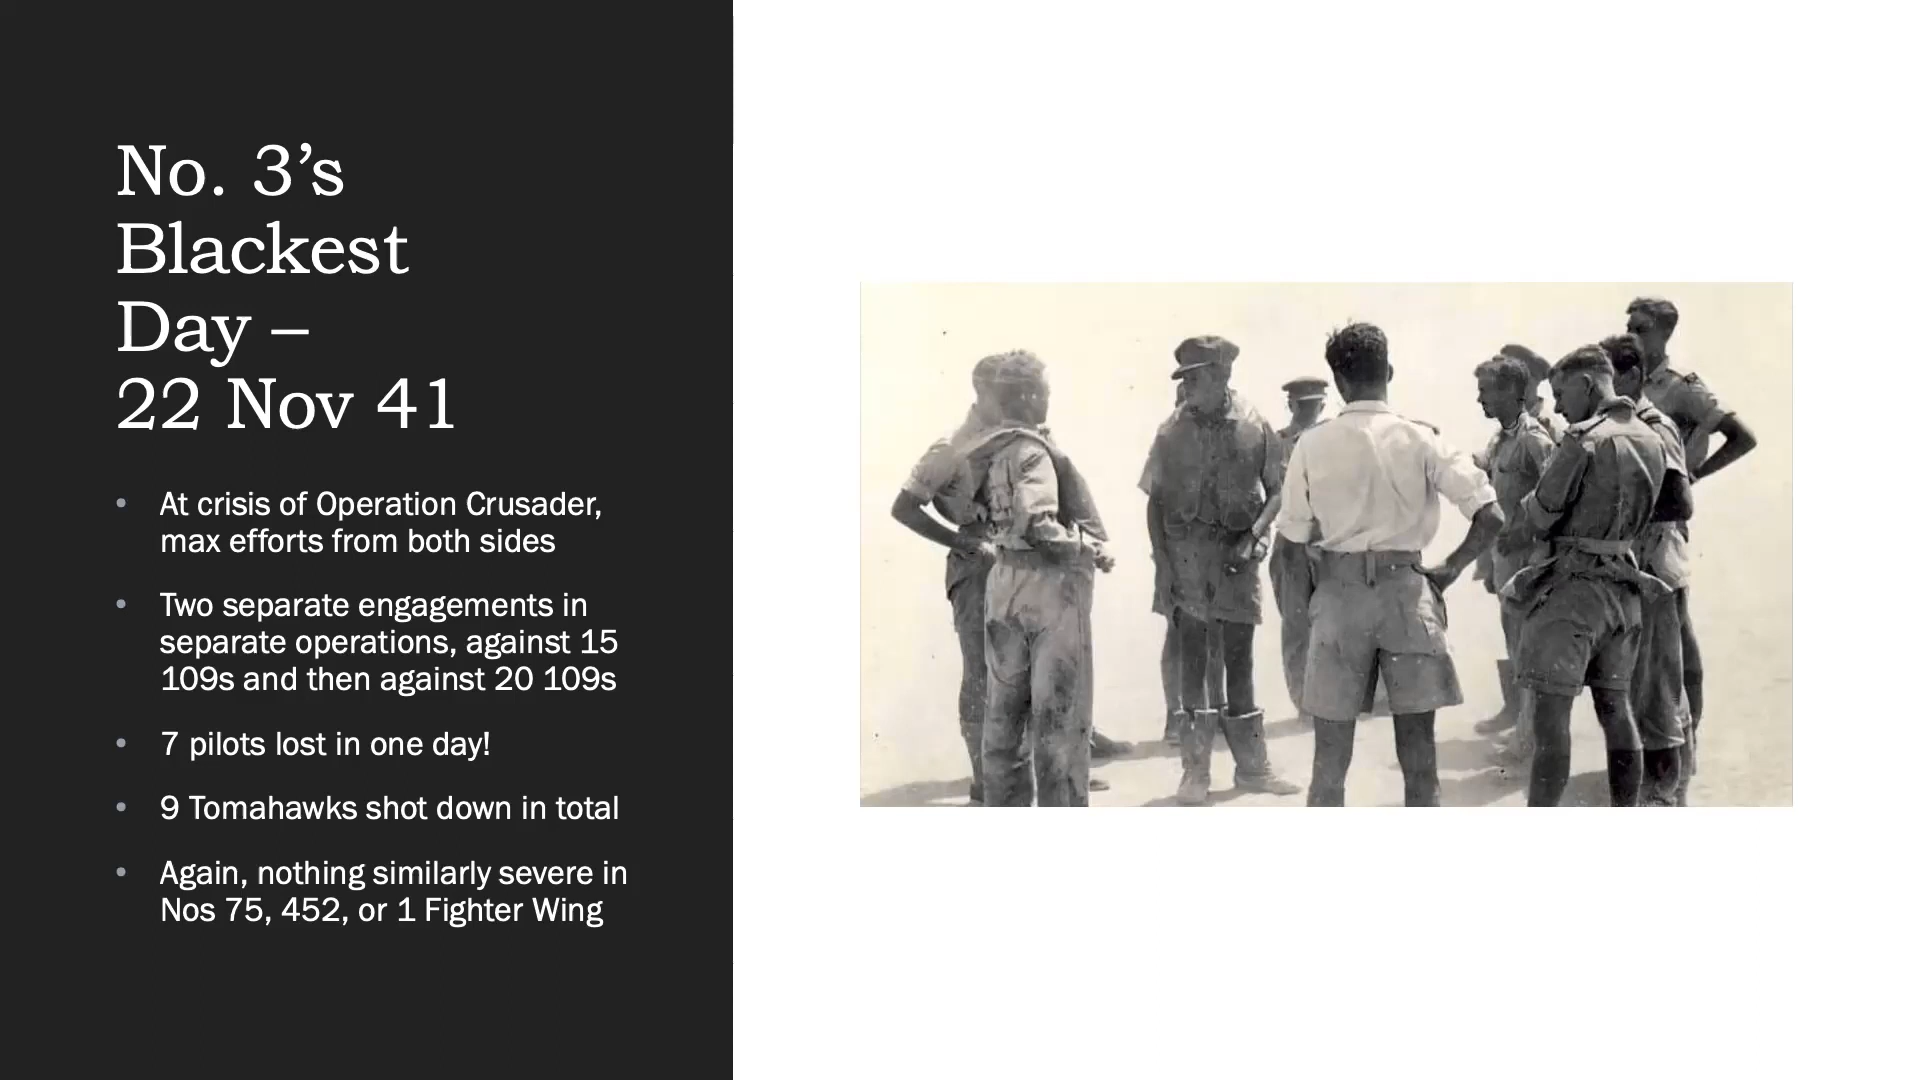 No. 3’s
Blackest
Day –
22 Nov 41
• At crisis of Operation Crusader,
max efforts from both sides
• Two separate engagements in
separate operations, against 15
109s and then against 20 109s
• 7 pilots lost in one day!
• 9 Tomahawks shot down in total
• Again, nothing similarly severe in
Nos 75, 452, or 1 Fighter Wing